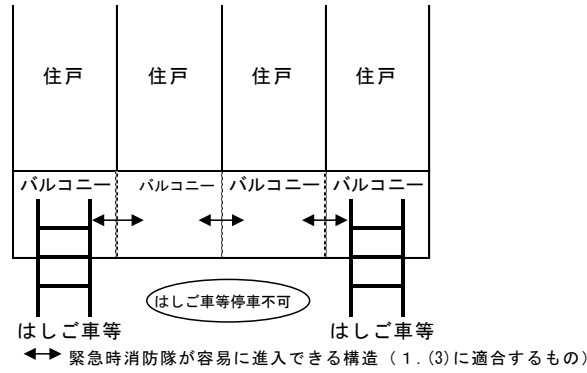 住戸 住戸 住戸 住戸
バルコニー バルコニー バルコニー バルコニー
はしご車等停車不可
はしご車等 はしご車等
緊急時消防隊が容易に進入できる構造（１.(3)に適合するもの）